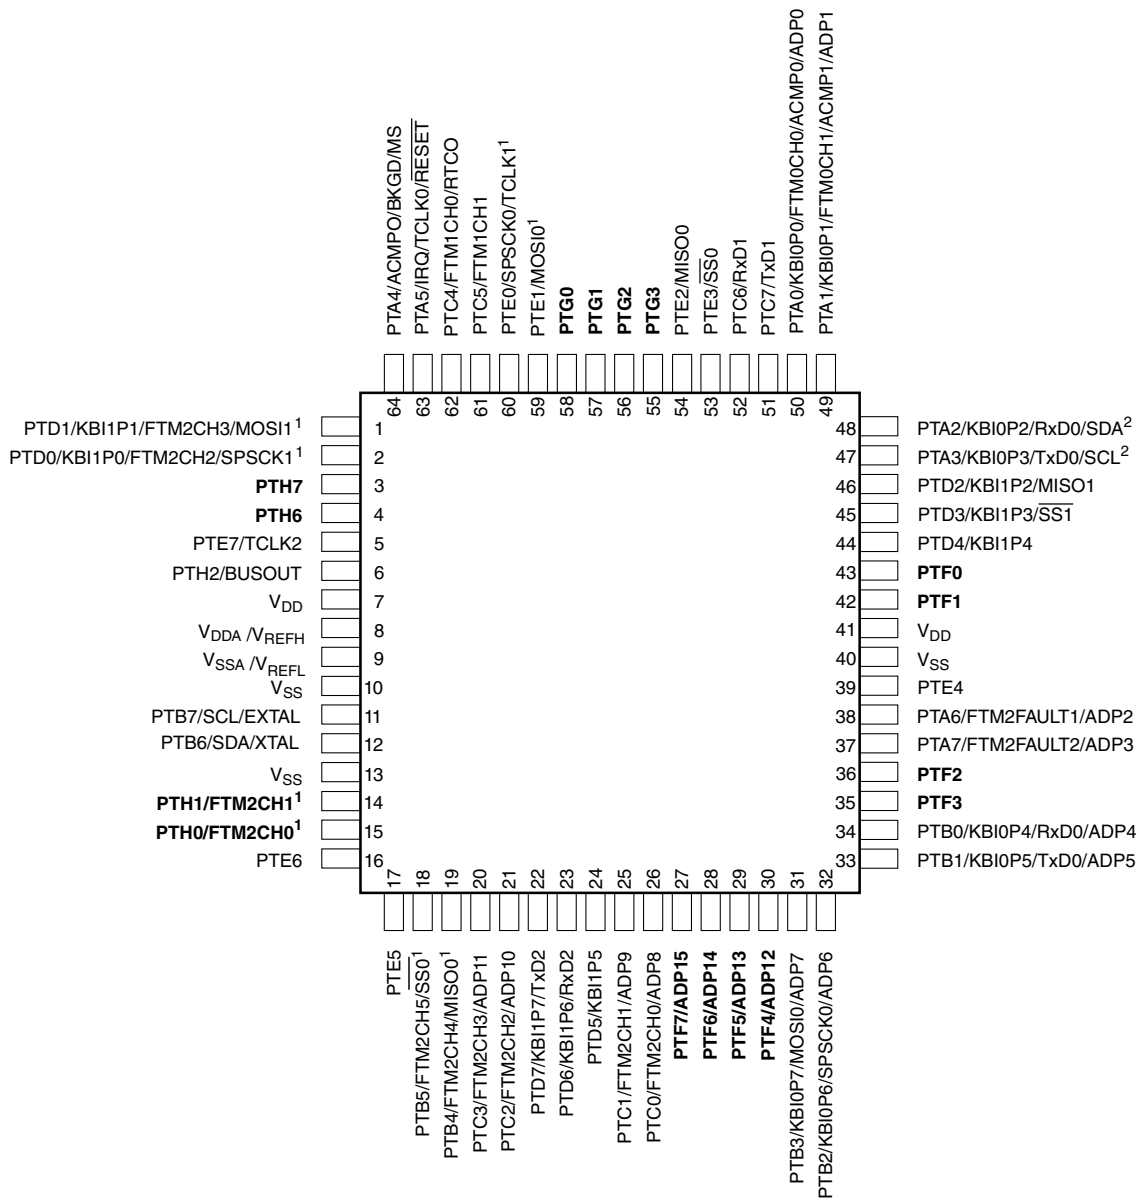 PTA4/ACMPO/BKGD/MS
PTA5/IRQ/TCLK0/RESET
PTC4/FTM1CH0/RTCO
PTC5/FTM1CH1
PTE0/SPSCK0/TCLK1¹
PTE1/MOSI0¹
PTG0
PTG1
PTG2
PTG3
PTE2/MISO0
PTE3/SS0
PTC6/RxD1
PTC7/TxD1
PTA0/KBI0P0/FTM0CH0/ACMP0/ADP0
PTA1/KBI0P1/FTM0CH1/ACMP1/ADP1
64 63 62 61 60 59 58 57 56 55 54 53 52 51 50 49
PTD1/KBI1P1/FTM2CH3/MOSI1¹ 1
PTD0/KBI1P0/FTM2CH2/SPSCK1¹ 2
PTH7 3
PTH6 4
PTE7/TCLK2 5
PTH2/BUSOUT 6
VDD 7
VDDA /VREFH 8
VSSA /VREFL 9
VSS 10
PTB7/SCL/EXTAL 11
PTB6/SDA/XTAL 12
VSS 13
PTH1/FTM2CH1¹ 14
PTH0/FTM2CH0¹ 15
PTE6 16
48 PTA2/KBI0P2/RxD0/SDA²
47 PTA3/KBI0P3/TxD0/SCL²
46 PTD2/KBI1P2/MISO1
45 PTD3/KBI1P3/SS1
44 PTD4/KBI1P4
43 PTF0
42 PTF1
41 VDD
40 VSS
39 PTE4
38 PTA6/FTM2FAULT1/ADP2
37 PTA7/FTM2FAULT2/ADP3
36 PTF2
35 PTF3
34 PTB0/KBI0P4/RxD0/ADP4
33 PTB1/KBI0P5/TxD0/ADP5
17 18 19 20 21 22 23 24 25 26 27 28 29 30 31 32
PTE5
PTB5/FTM2CH5/SS0¹
PTB4/FTM2CH4/MISO0¹
PTC3/FTM2CH3/ADP11
PTC2/FTM2CH2/ADP10
PTD7/KBI1P7/TxD2
PTD6/KBI1P6/RxD2
PTD5/KBI1P5
PTC1/FTM2CH1/ADP9
PTC0/FTM2CH0/ADP8
PTF7/ADP15
PTF6/ADP14
PTF5/ADP13
PTF4/ADP12
PTB3/KBI0P7/MOSI0/ADP7
PTB2/KBI0P6/SPSCK0/ADP6